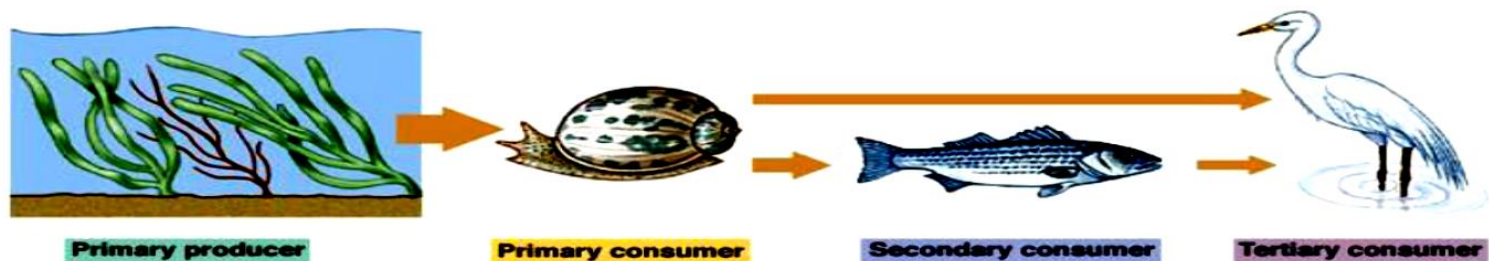 Primary producer
Primary consumer
Secondary consumer
Tertiary consumer